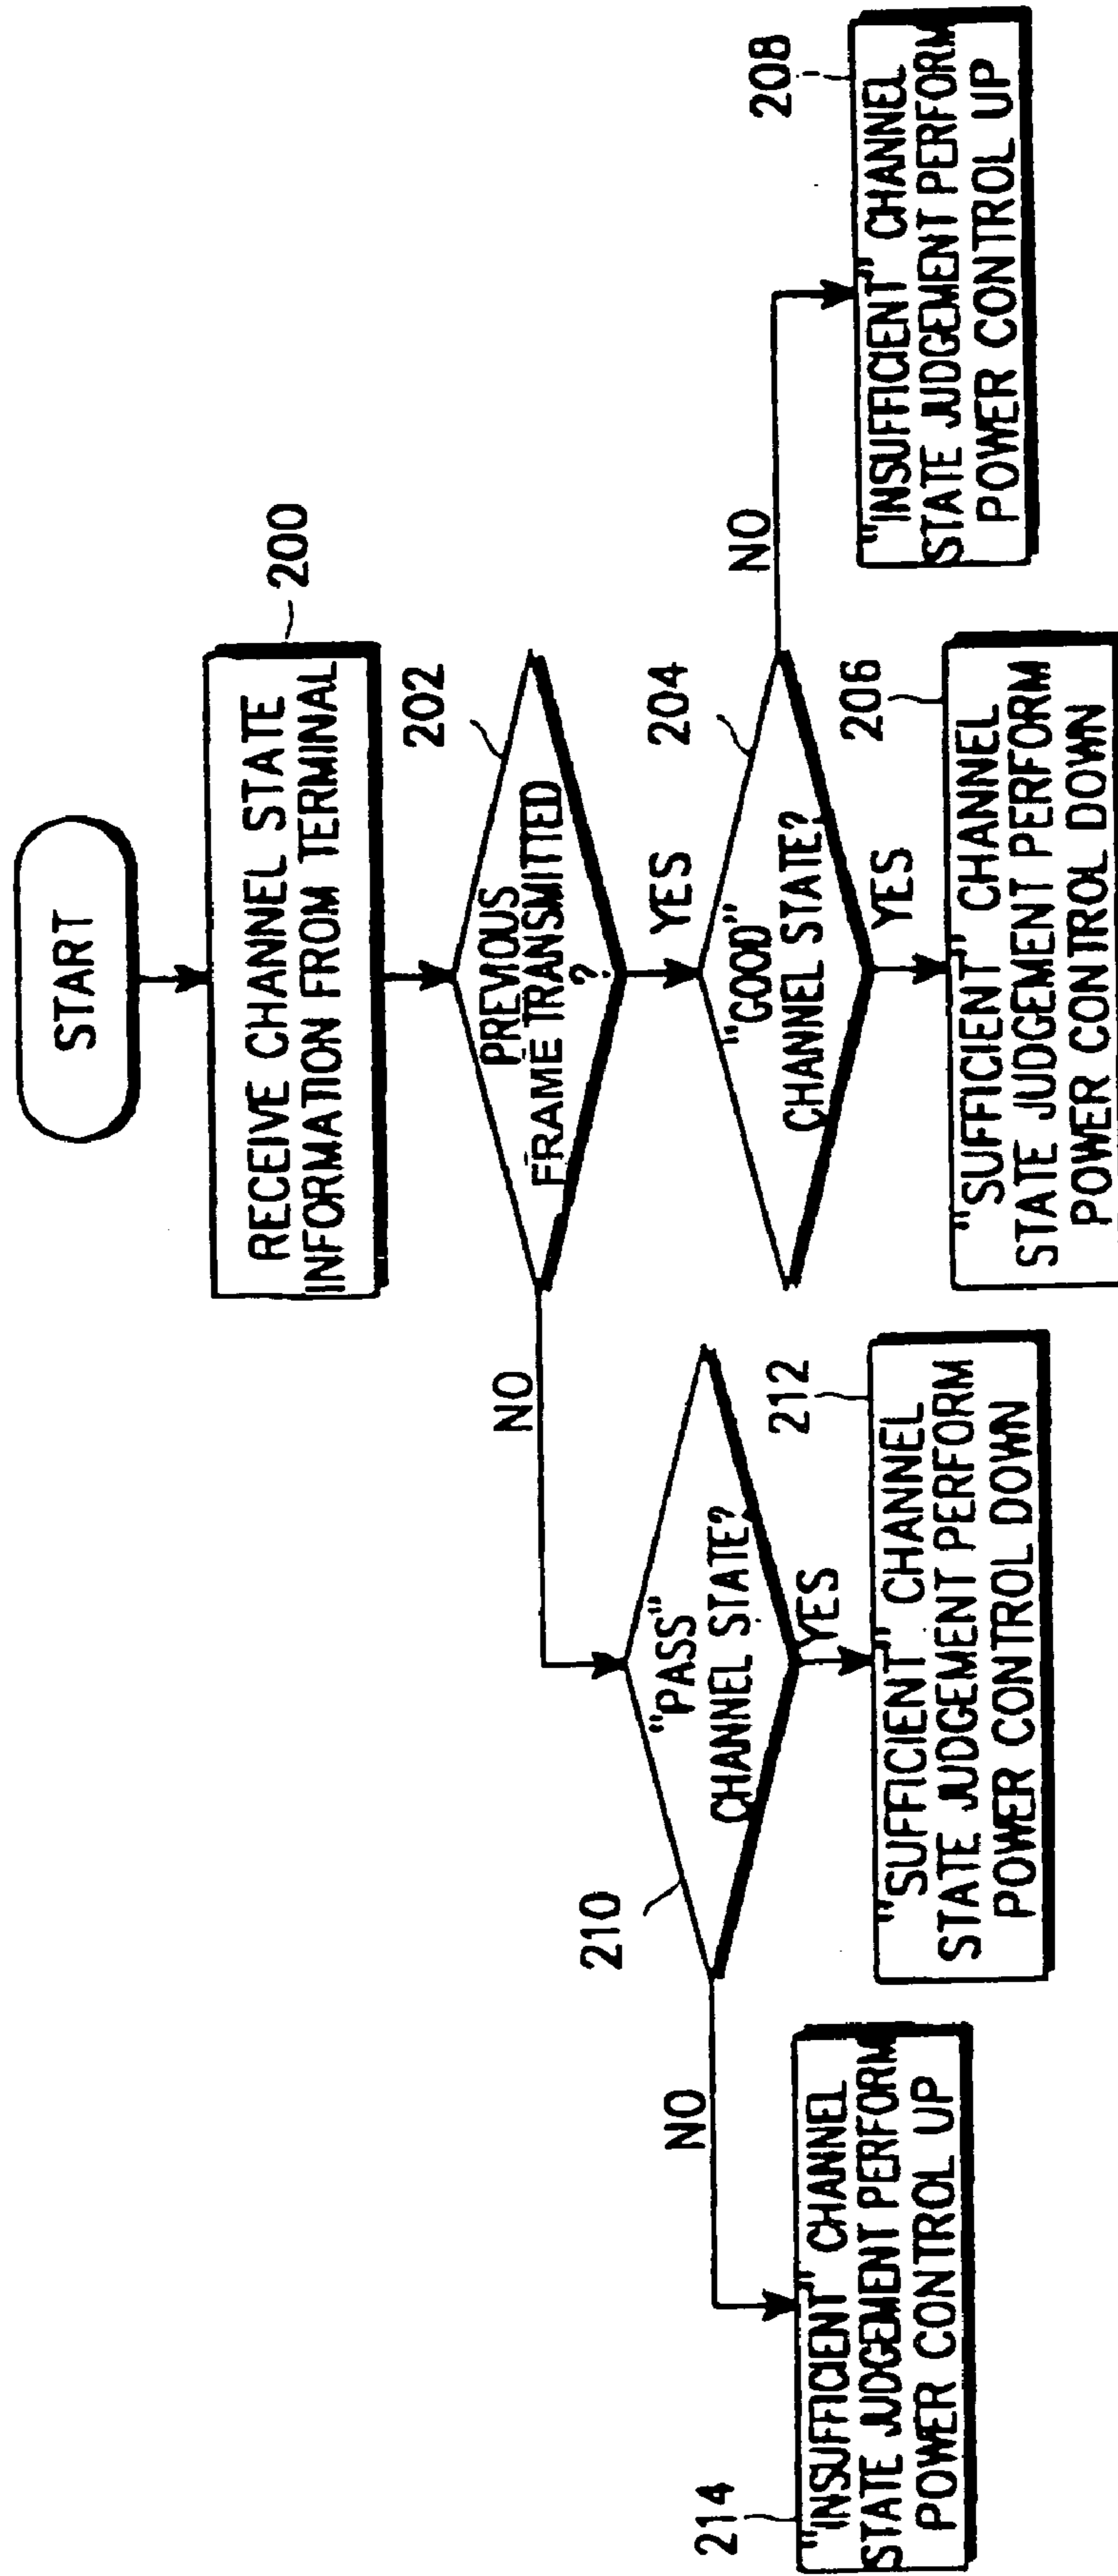 START
RECEIVE CHANNEL STATE
INFORMATION FROM TERMINAL
200
PREVIOUS
FRAME TRANSMITTED
?
202
NO
YES
"PASS"
CHANNEL STATE?
210
"GOOD"
CHANNEL STATE?
204
NO
YES
NO
YES
"INSUFFICIENT" CHANNEL
STATE JUDGEMENT PERFORM
POWER CONTROL UP
214
"SUFFICIENT" CHANNEL
STATE JUDGEMENT PERFORM
POWER CONTROL DOWN
212
"SUFFICIENT" CHANNEL
STATE JUDGEMENT PERFORM
POWER CONTROL DOWN
206
"INSUFFICIENT" CHANNEL
STATE JUDGEMENT PERFORM
POWER CONTROL UP
208